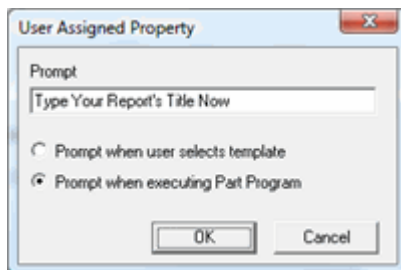 User Assigned Property
Prompt
Type Your Report's Title Now
Prompt when user selects template
Prompt when executing Part Program
OK
Cancel